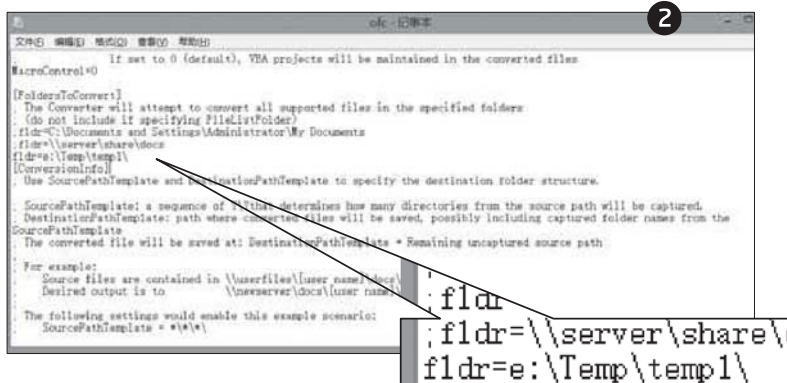 ofc - 记事本
2
文件(F) 编辑(E) 格式(O) 查看(V) 帮助(H)
; If set to 0 (default), VBA projects will be maintained in the converted files
MacroControl=0
[FoldersToConvert]
; The Converter will attempt to convert all supported files in the specified folders
; (do not include if specifying FileListFolder)
;fldr=C:\Documents and Settings\Administrator\My Documents
;fldr=\\server\share\docs
fldr=e:\Temp\temp1\
[ConversionInfo]
; Use SourcePathTemplate and DestinationPathTemplate to specify the destination folder structure.
; SourcePathTemplate: a sequence of that determines how many directories from the source path will be captured.
; DestinationPathTemplate: path where converted files will be saved, possibly including captured folder names from the
SourcePathTemplate
; The converted file will be saved at: DestinationPathTemplate + Remaining uncaptured source path
; For example:
; Source files are contained in \\userfiles\[user name]\docs\
; Desired output is to \\newserver\docs\[user name]
; The following settings would enable this example scenario:
; SourcePathTemplate = *\*\*\
;fldr
;fldr=\\server\share\
fldr=e:\Temp\temp1\